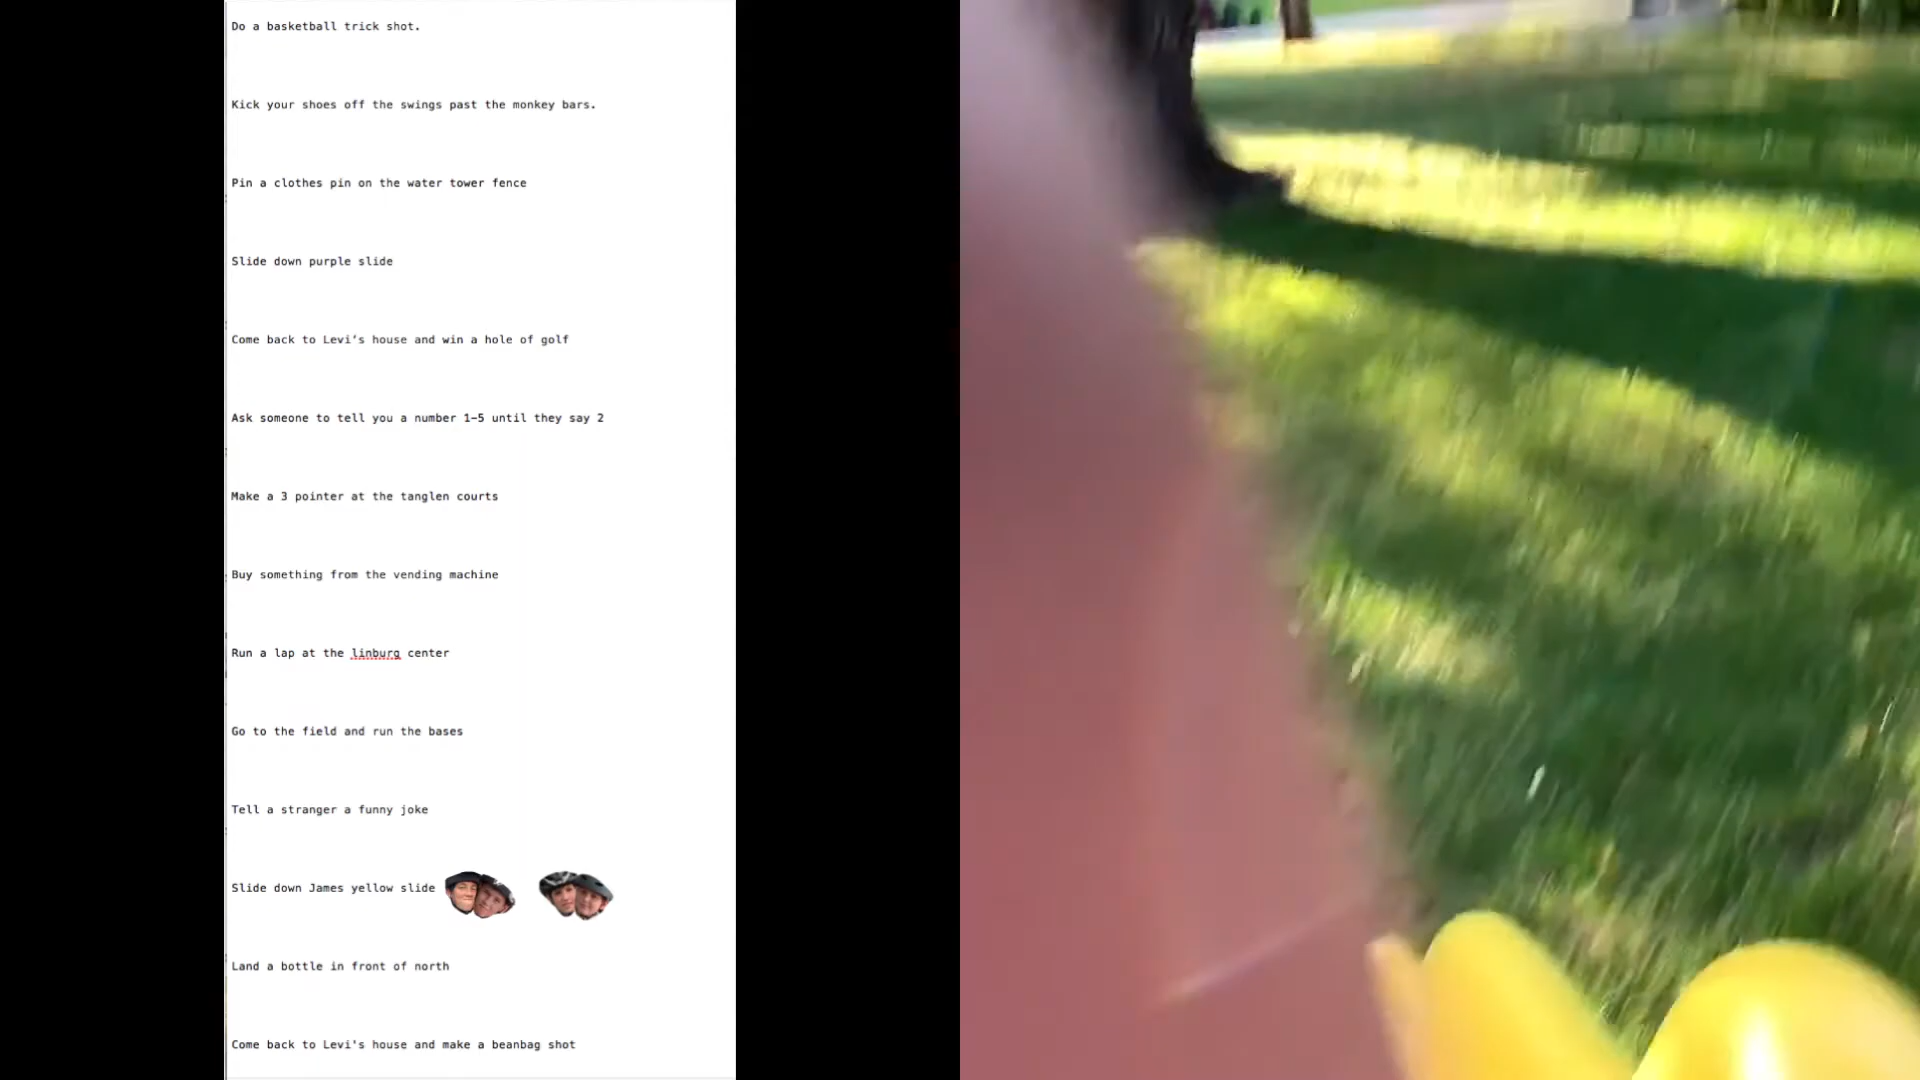 Do a basketball trick shot.
Kick your shoes off the swings past the monkey bars.
Pin a clothes pin on the water tower fence
Slide down purple slide
Come back to Levi's house and win a hole of golf
Ask someone to tell you a number 1-5 until they say 2
Make a 3 pointer at the tanglen courts
Buy something from the vending machine
Run a lap at the linburg center
Go to the field and run the bases
Tell a stranger a funny joke
Slide down James yellow slide
Land a bottle in front of north
Come back to Levi's house and make a beanbag shot